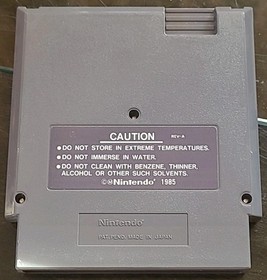 CAUTION REV-A
• DO NOT STORE IN EXTREME TEMPERATURES.
• DO NOT IMMERSE IN WATER.
• DO NOT CLEAN WITH BENZENE, THINNER,
ALCOHOL OR OTHER SUCH SOLVENTS.
©Ⓜ Nintendo® 1985
Nintendo®
PAT.PEND. MADE IN JAPAN